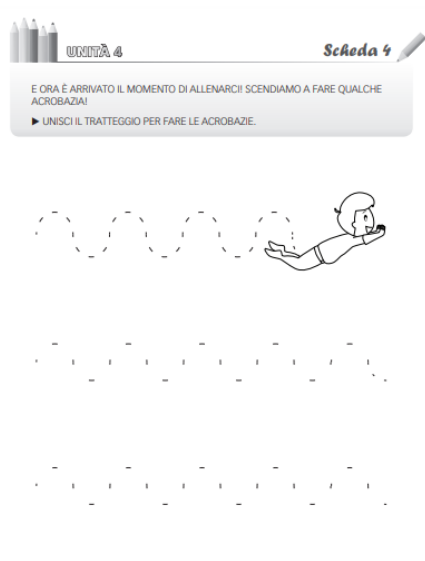 UNITÀ 4
Scheda 4
E ORA È ARRIVATO IL MOMENTO DI ALLENARCI! SCENDIAMO A FARE QUALCHE
ACROBAZIA!
▶ UNISCI IL TRATTEGGIO PER FARE LE ACROBAZIE.